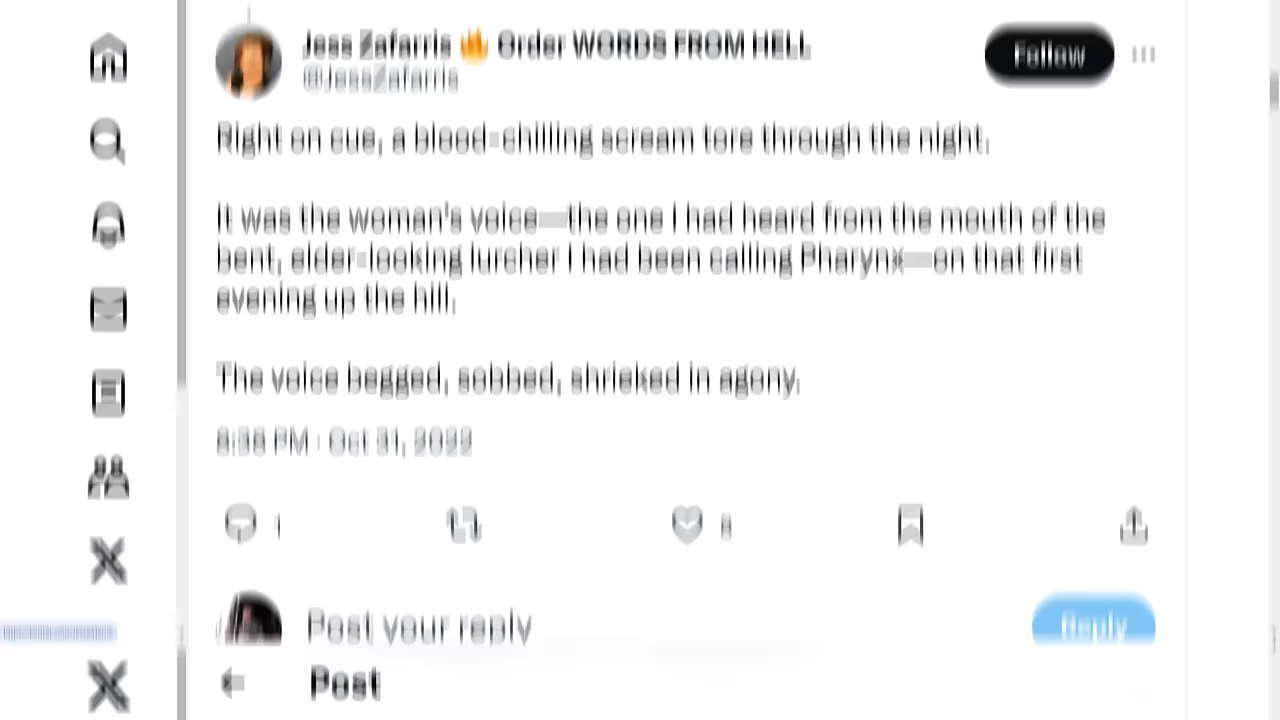 Jess Zafarris 🔥 Order WORDS FROM HELL
@JessZafarris
Follow
Right on cue, a blood-chilling scream tore through the night.
It was the woman's voice—the one I had heard from the mouth of the
bent, elder-looking lurcher I had been calling Pharynx—on that first
evening up the hill.
The voice begged, sobbed, shrieked in agony.
PM · Oct 31, 2022
1
8
Post your reply
Reply
Post